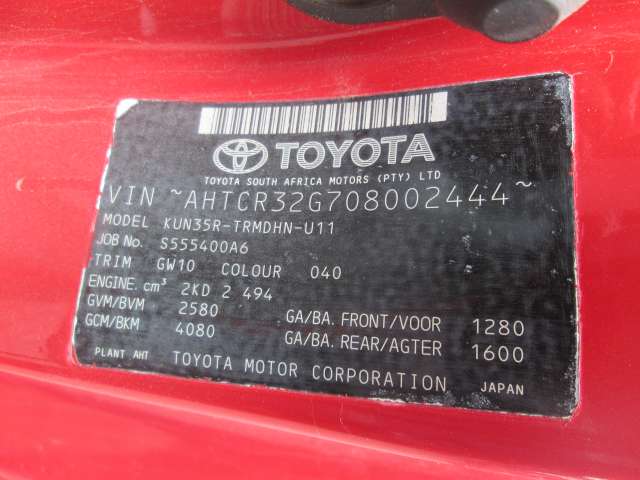 TOYOTA
TOYOTA SOUTH AFRICA MOTORS (PTY) LTD
VIN ~AHTCR32G708002444~
MODEL KUN35R-TRMDHN-U11
JOB No. S555400A6
TRIM GW10 COLOUR 040
ENGINE. cm³ 2KD 2 494
GVM/BVM 2580 GA/BA. FRONT/VOOR 1280
GCM/BKM 4080 GA/BA. REAR/AGTER 1600
PLANT AHT TOYOTA MOTOR CORPORATION JAPAN